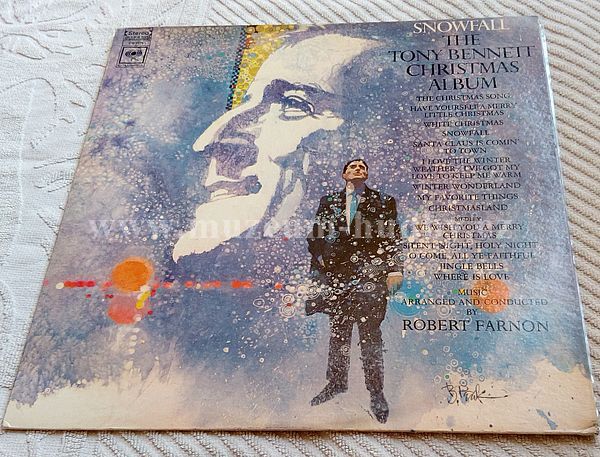 Stereo
SNOWFALL
THE
TONY BENNETT
CHRISTMAS
ALBUM
THE CHRISTMAS SONG
HAVE YOURSELF A MERRY
LITTLE CHRISTMAS
WHITE CHRISTMAS
SNOWFALL
SANTA CLAUS IS COMIN'
TO TOWN
I LOVE THE WINTER
WEATHER - I'VE GOT MY
LOVE TO KEEP ME WARM
WINTER WONDERLAND
MY FAVORITE THINGS
CHRISTMASLAND
MEDLEY
WE WISH YOU A MERRY
CHRISTMAS
SILENT NIGHT, HOLY NIGHT
O COME, ALL YE FAITHFUL
JINGLE BELLS
WHERE IS LOVE
MUSIC
ARRANGED AND CONDUCTED
BY
ROBERT FARNON
B. Peak